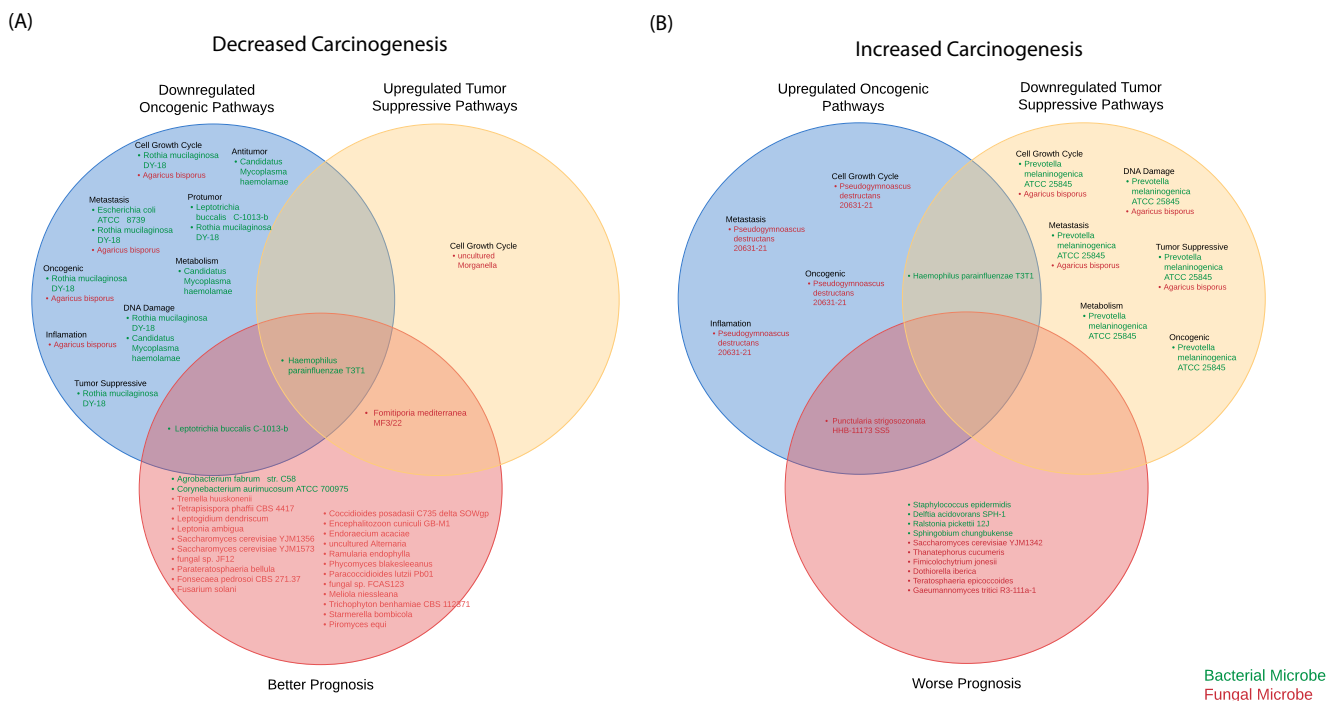 (A)
Decreased Carcinogenesis
Downregulated
Oncogenic Pathways
Upregulated Tumor
Suppressive Pathways
Cell Growth Cycle
• Rothia mucilaginosa
DY-18
• Agaricus bisporus
Antitumor
• Candidatus
Mycoplasma
haemolamae
Metastasis
• Escherichia coli
ATCC 8739
• Rothia mucilaginosa
DY-18
• Agaricus bisporus
Protumor
• Leptotrichia
buccalis C-1013-b
• Rothia mucilaginosa
DY-18
Oncogenic
• Rothia mucilaginosa
DY-18
• Agaricus bisporus
Metabolism
• Candidatus
Mycoplasma
haemolamae
DNA Damage
• Rothia mucilaginosa
DY-18
• Candidatus
Mycoplasma
haemolamae
Inflamation
• Agaricus bisporus
Tumor Suppressive
• Rothia mucilaginosa
DY-18
Cell Growth Cycle
• uncultured
Morganella
• Haemophilus
parainfluenzae T3T1
• Fomitiporia mediterranea
MF3/22
• Leptotrichia buccalis C-1013-b
• Agrobacterium fabrum str. C58
• Corynebacterium aurimucosum ATCC 700975
• Tremella huuskonenii
• Tetrapisispora phaffii CBS 4417
• Leptogidium dendriscum
• Leptonia ambigua
• Saccharomyces cerevisiae YJM1356
• Saccharomyces cerevisiae YJM1573
• fungal sp. JF12
• Parateratosphaeria bellula
• Fonsecaea pedrosoi CBS 271.37
• Fusarium solani
• Coccidioides posadasii C735 delta SOWgp
• Encephalitozoon cuniculi GB-M1
• Endoraecium acaciae
• uncultured Alternaria
• Ramularia endophylla
• Phycomyces blakesleeanus
• Paracoccidioides lutzii Pb01
• fungal sp. FCAS123
• Meliola niessleana
• Trichophyton benhamiae CBS 112371
• Starmerella bombicola
• Piromyces equi
Better Prognosis
(B)
Increased Carcinogenesis
Upregulated Oncogenic
Pathways
Downregulated Tumor
Suppressive Pathways
Cell Growth Cycle
• Pseudogymnoascus
destructans
20631-21
Metastasis
• Pseudogymnoascus
destructans
20631-21
Oncogenic
• Pseudogymnoascus
destructans
20631-21
Inflamation
• Pseudogymnoascus
destructans
20631-21
• Haemophilus parainfluenzae T3T1
Cell Growth Cycle
• Prevotella
melaninogenica
ATCC 25845
• Agaricus bisporus
DNA Damage
• Prevotella
melaninogenica
ATCC 25845
• Agaricus bisporus
Metastasis
• Prevotella
melaninogenica
ATCC 25845
• Agaricus bisporus
Tumor Suppressive
• Prevotella
melaninogenica
ATCC 25845
• Agaricus bisporus
Metabolism
• Prevotella
melaninogenica
ATCC 25845
Oncogenic
• Prevotella
melaninogenica
ATCC 25845
• Punctularia strigosozonata
HHB-11173 SS5
• Staphylococcus epidermidis
• Delftia acidovorans SPH-1
• Ralstonia pickettii 12J
• Sphingobium chungbukense
• Saccharomyces cerevisiae YJM1342
• Thanatephorus cucumeris
• Fimicolochytrium jonesii
• Dothiorella iberica
• Teratosphaeria epicoccoides
• Gaeumannomyces tritici R3-111a-1
Worse Prognosis
Bacterial Microbe
Fungal Microbe